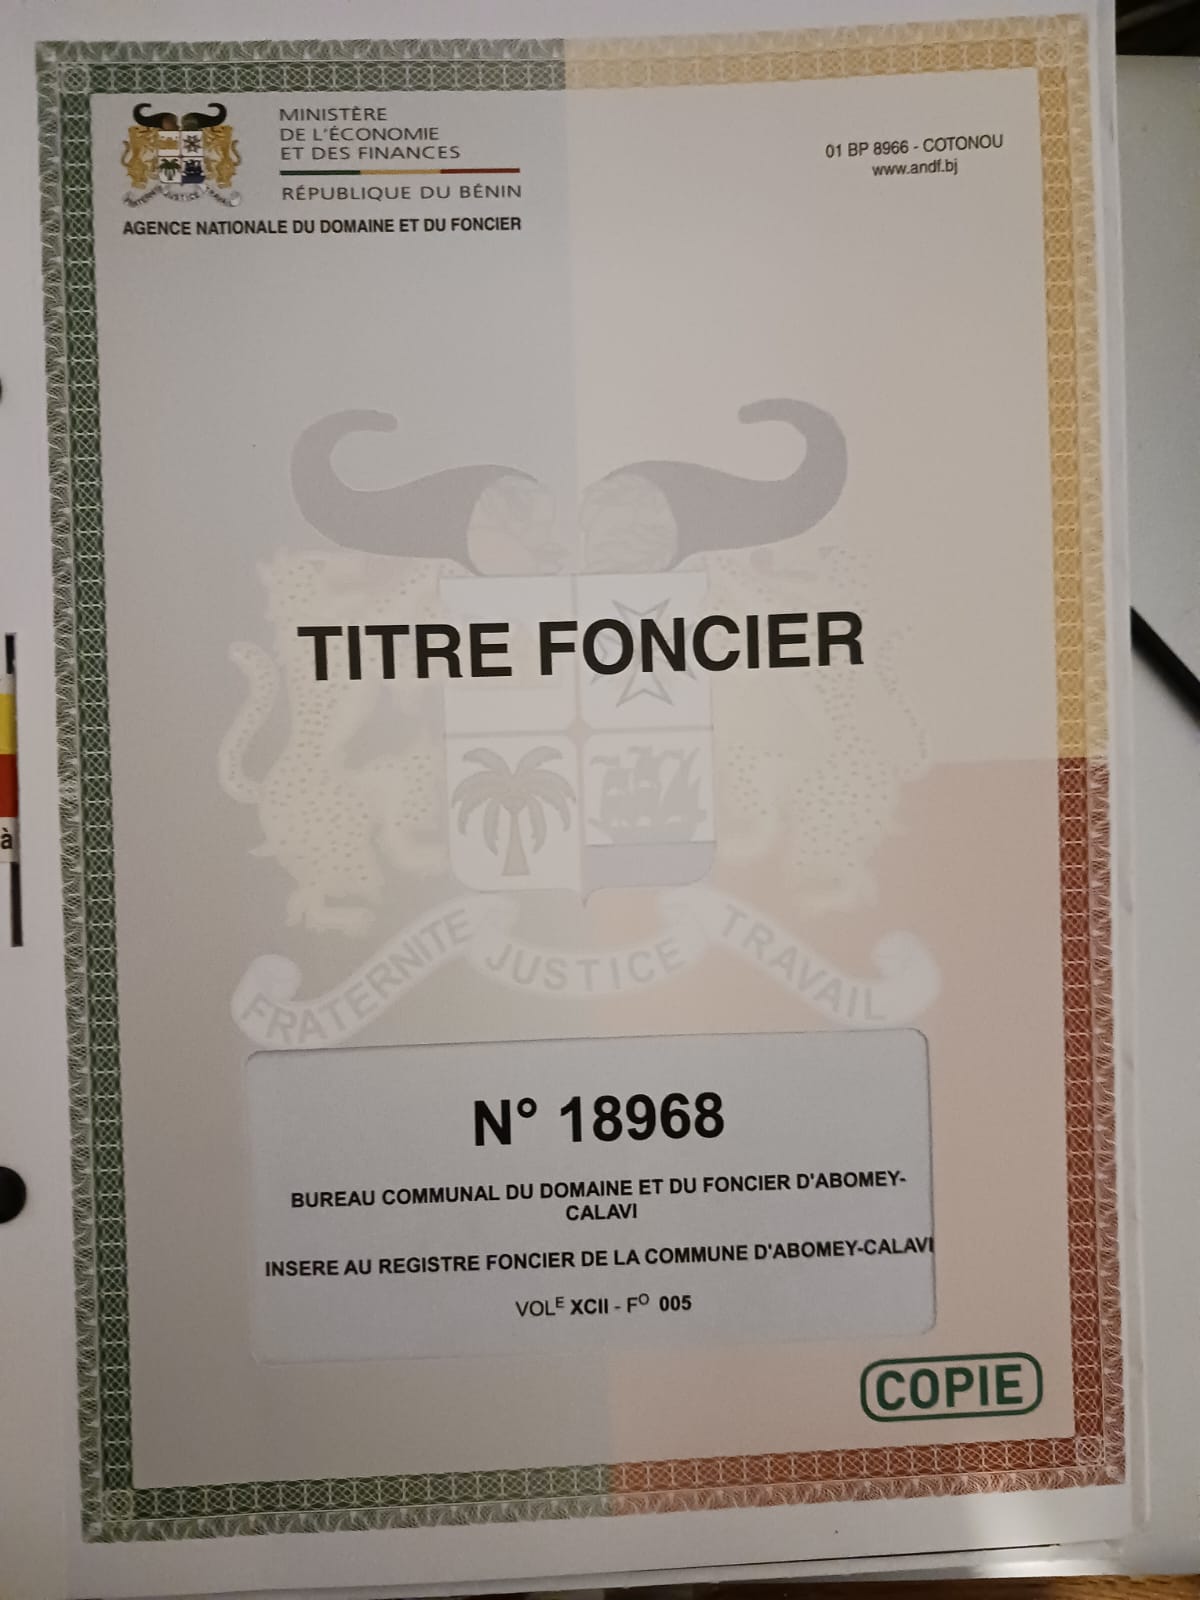 MINISTÈRE
DE L'ÉCONOMIE
ET DES FINANCES
RÉPUBLIQUE DU BÉNIN
AGENCE NATIONALE DU DOMAINE ET DU FONCIER
01 BP 8966 - COTONOU
www.andf.bj
TITRE FONCIER
FRATERNITE JUSTICE TRAVAIL
N° 18968
BUREAU COMMUNAL DU DOMAINE ET DU FONCIER D'ABOMEY-
CALAVI
INSERE AU REGISTRE FONCIER DE LA COMMUNE D'ABOMEY-CALAVI
VOLE XCII - FO 005
COPIE
à